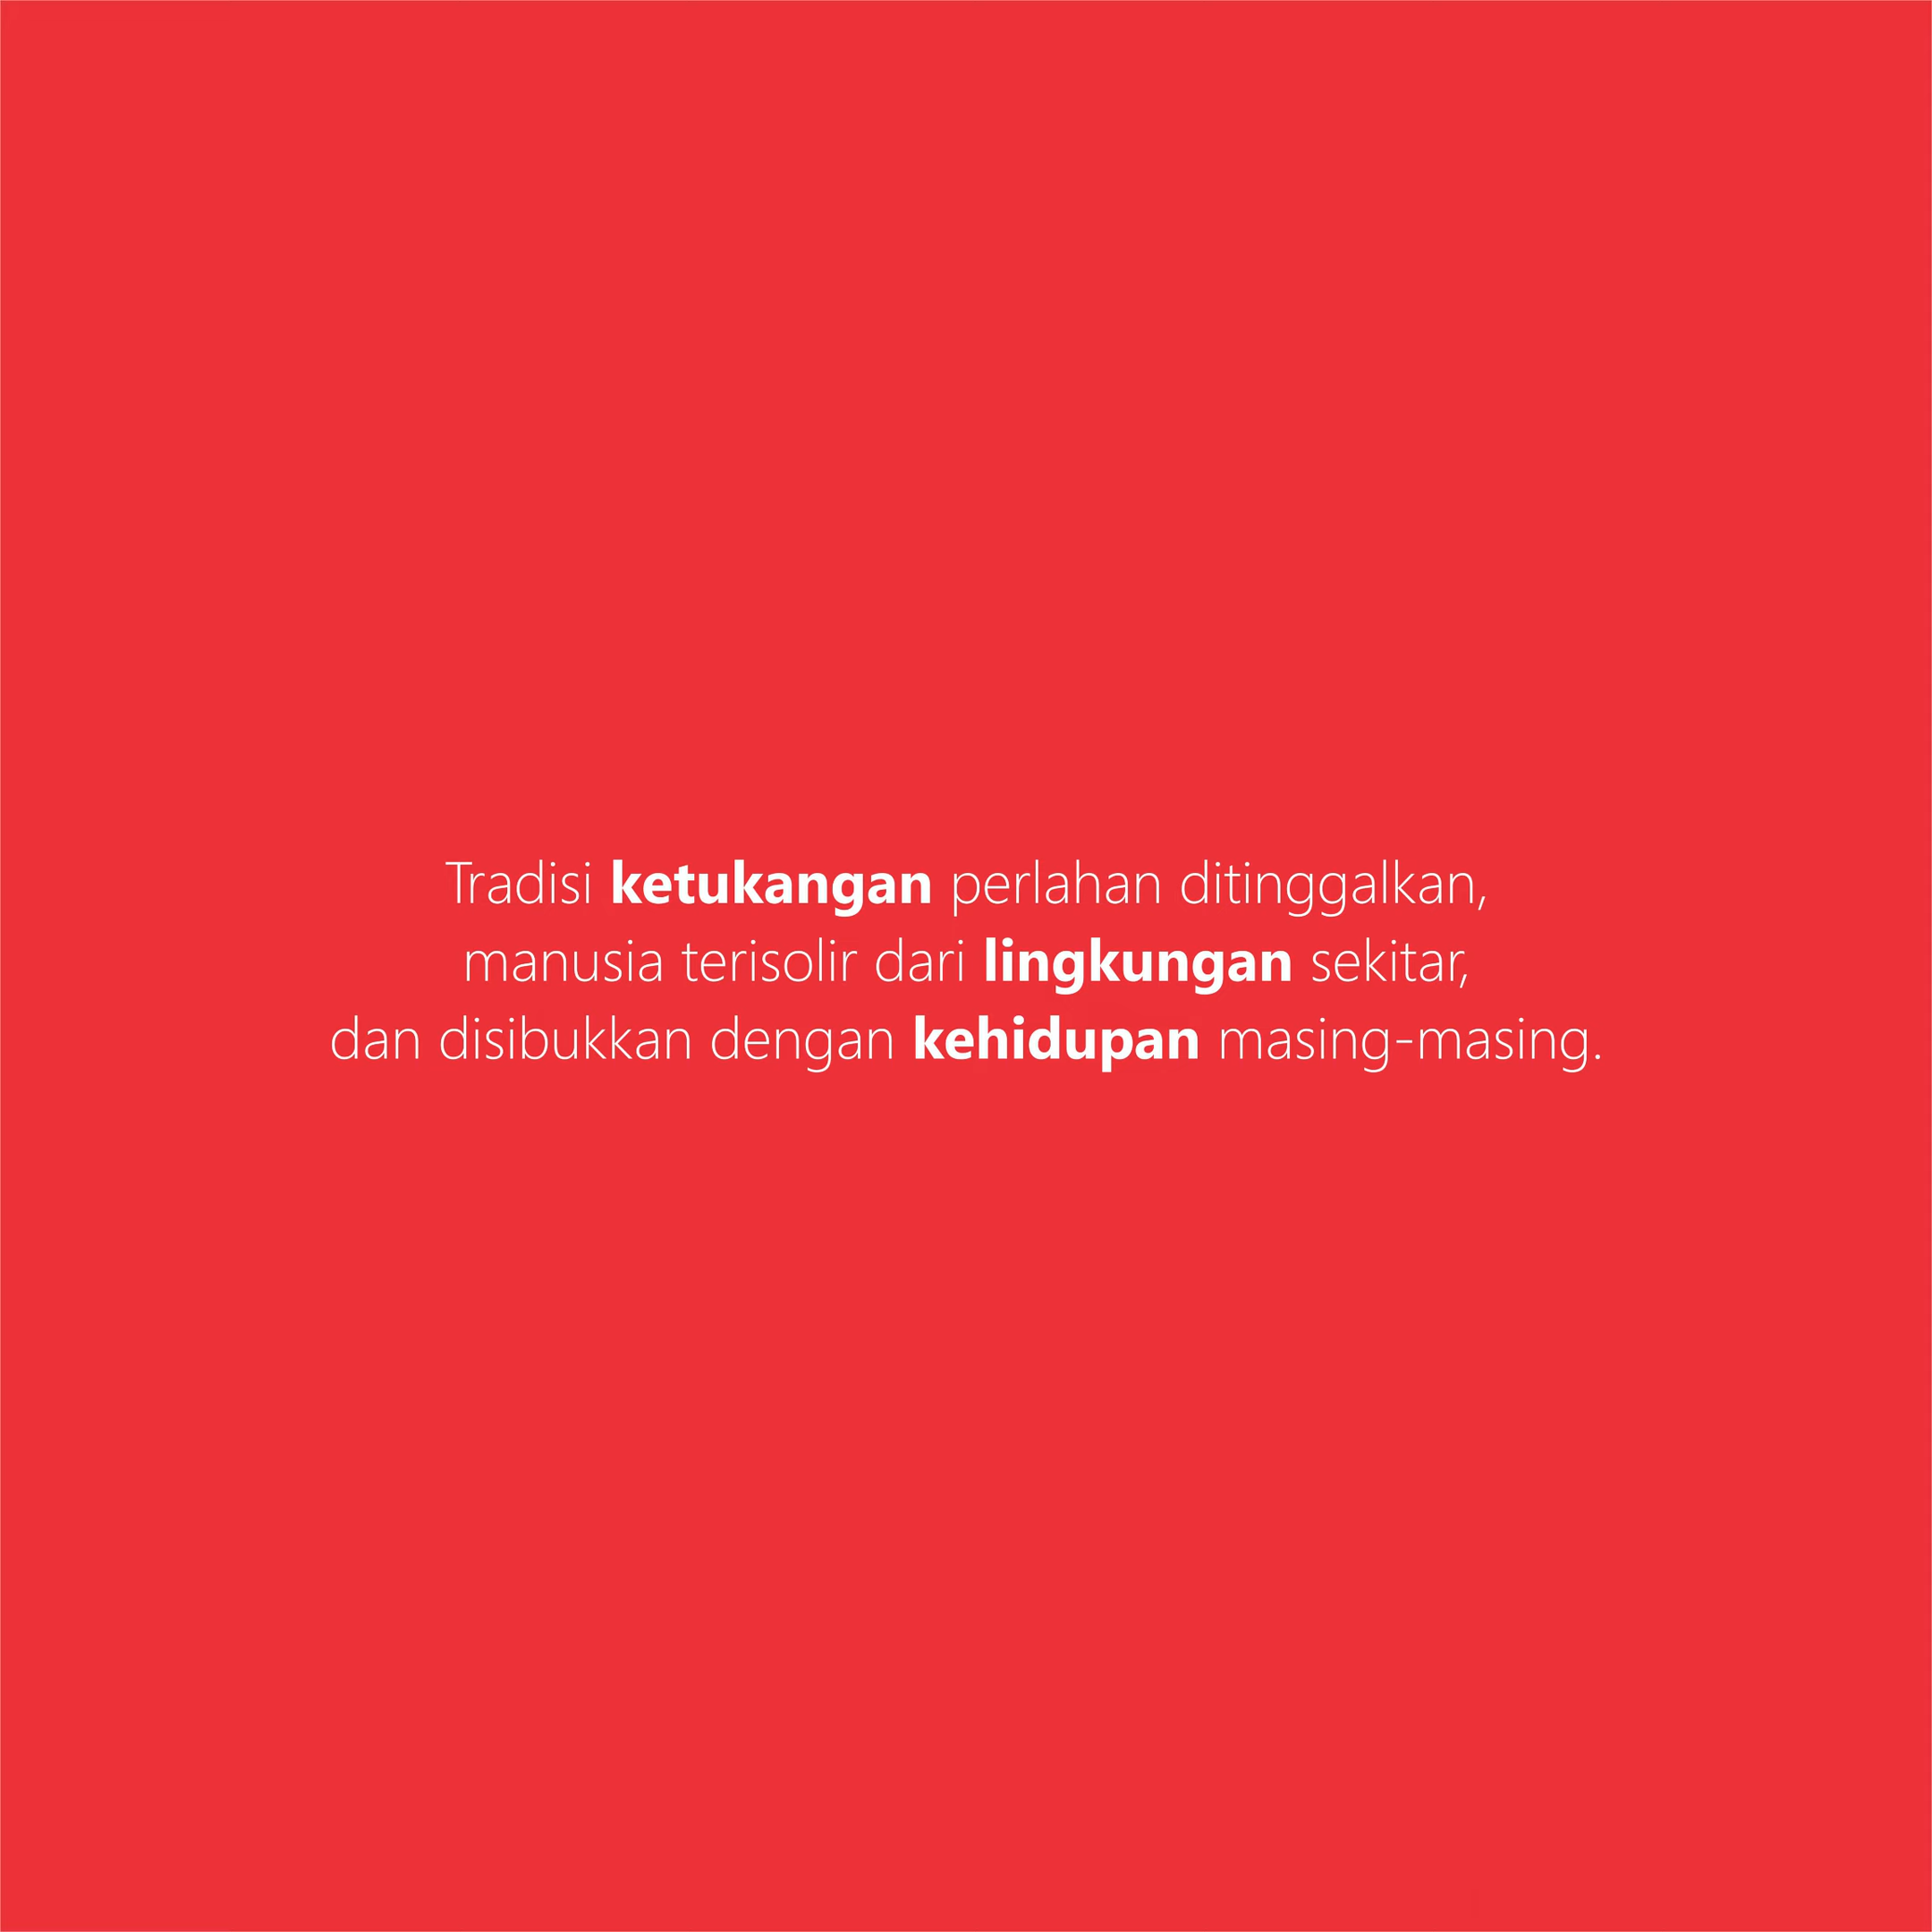 Tradisi ketukangan perlahan ditinggalkan,
manusia terisolir dari lingkungan sekitar,
dan disibukkan dengan kehidupan masing-masing.